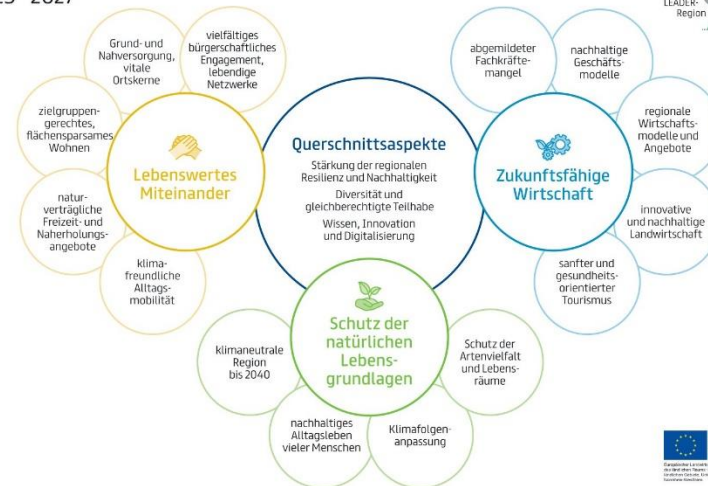 2027
LEADER-
Region
Grund- und
Nahversorgung,
vitale
Ortskerne
vielfältiges
bürgerschaftliches
Engagement,
lebendige
Netzwerke
zielgruppen-
gerechtes,
flächensparsames
Wohnen
natur-
verträgliche
Freizeit- und
Naherholungs-
angebote
klima-
freundliche
Alltags-
mobilität
Lebenswertes
Miteinander
Querschnittsaspekte
Stärkung der regionalen
Resilienz und Nachhaltigkeit
Diversität und
gleichberechtigte Teilhabe
Wissen, Innovation
und Digitalisierung
abgemildeter
Fachkräfte-
mangel
nachhaltige
Geschäfts-
modelle
regionale
Wirtschafts-
modelle und
Angebote
Zukunftsfähige
Wirtschaft
innovative
und nachhaltige
Landwirtschaft
sanfter und
gesundheits-
orientierter
Tourismus
Schutz der
natürlichen
Lebens-
grundlagen
klimaneutrale
Region
bis 2040
nachhaltiges
Alltagsleben
vieler Menschen
Klimafolgen-
anpassung
Schutz der
Artenvielfalt
und Lebens-
räume